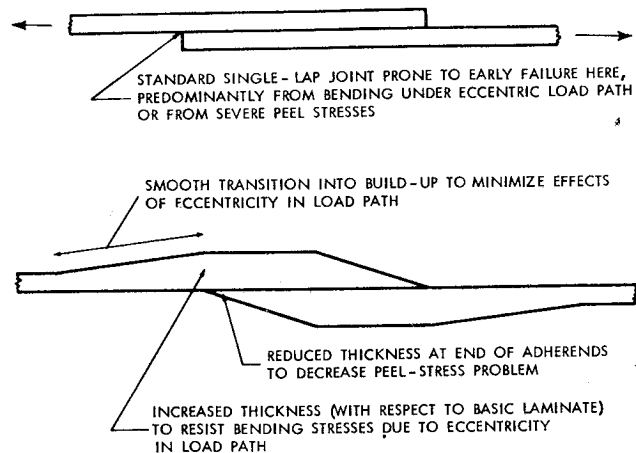 STANDARD SINGLE-LAP JOINT PRONE TO EARLY FAILURE HERE,
PREDOMINANTLY FROM BENDING UNDER ECCENTRIC LOAD PATH
OR FROM SEVERE PEEL STRESSES
SMOOTH TRANSITION INTO BUILD-UP TO MINIMIZE EFFECTS
OF ECCENTRICITY IN LOAD PATH
REDUCED THICKNESS AT END OF ADHERENDS
TO DECREASE PEEL-STRESS PROBLEM
INCREASED THICKNESS (WITH RESPECT TO BASIC LAMINATE)
TO RESIST BENDING STRESSES DUE TO ECCENTRICITY
IN LOAD PATH